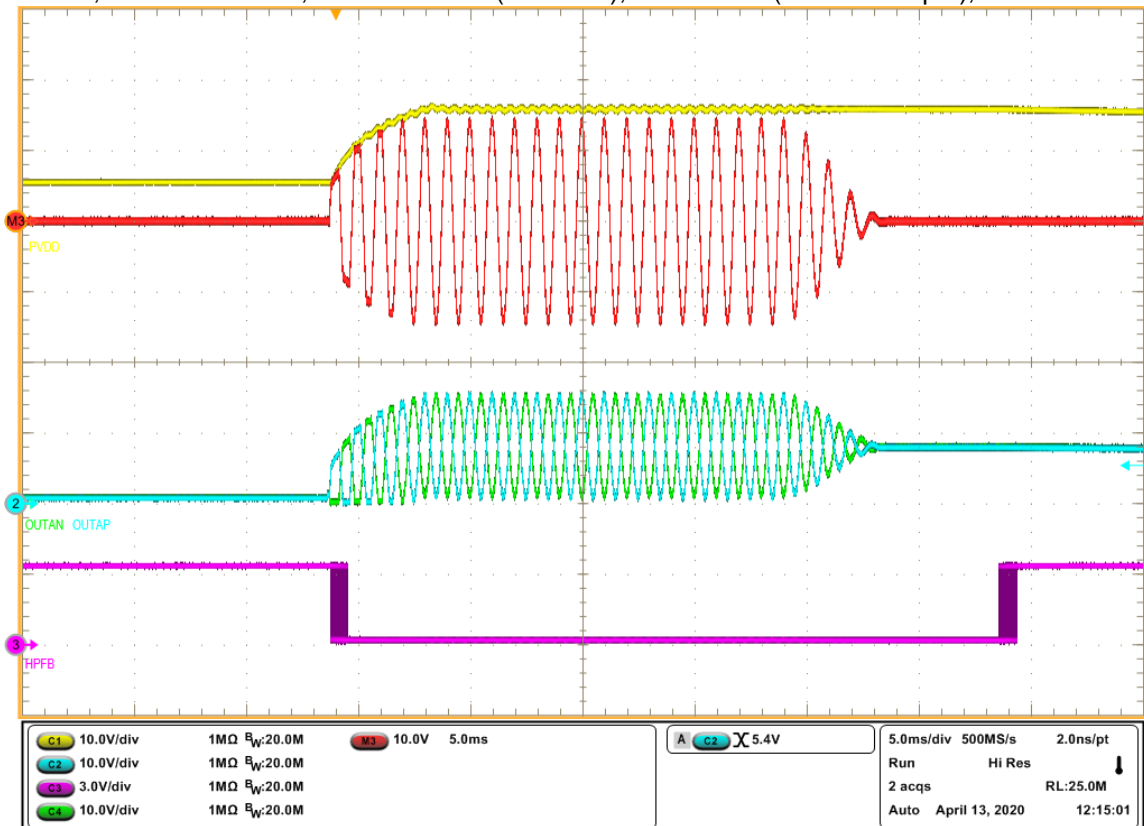 M3
PVDD
2
OUTAN OUTAP
3
HPFB
C1 10.0V/div 1MΩ BW:20.0M M3 10.0V 5.0ms A C2 5.4V 5.0ms/div 500MS/s 2.0ns/pt
C2 10.0V/div 1MΩ BW:20.0M Run Hi Res
C3 3.0V/div 1MΩ BW:20.0M 2 acqs RL:25.0M
C4 10.0V/div 1MΩ BW:20.0M Auto April 13, 2020 12:15:01